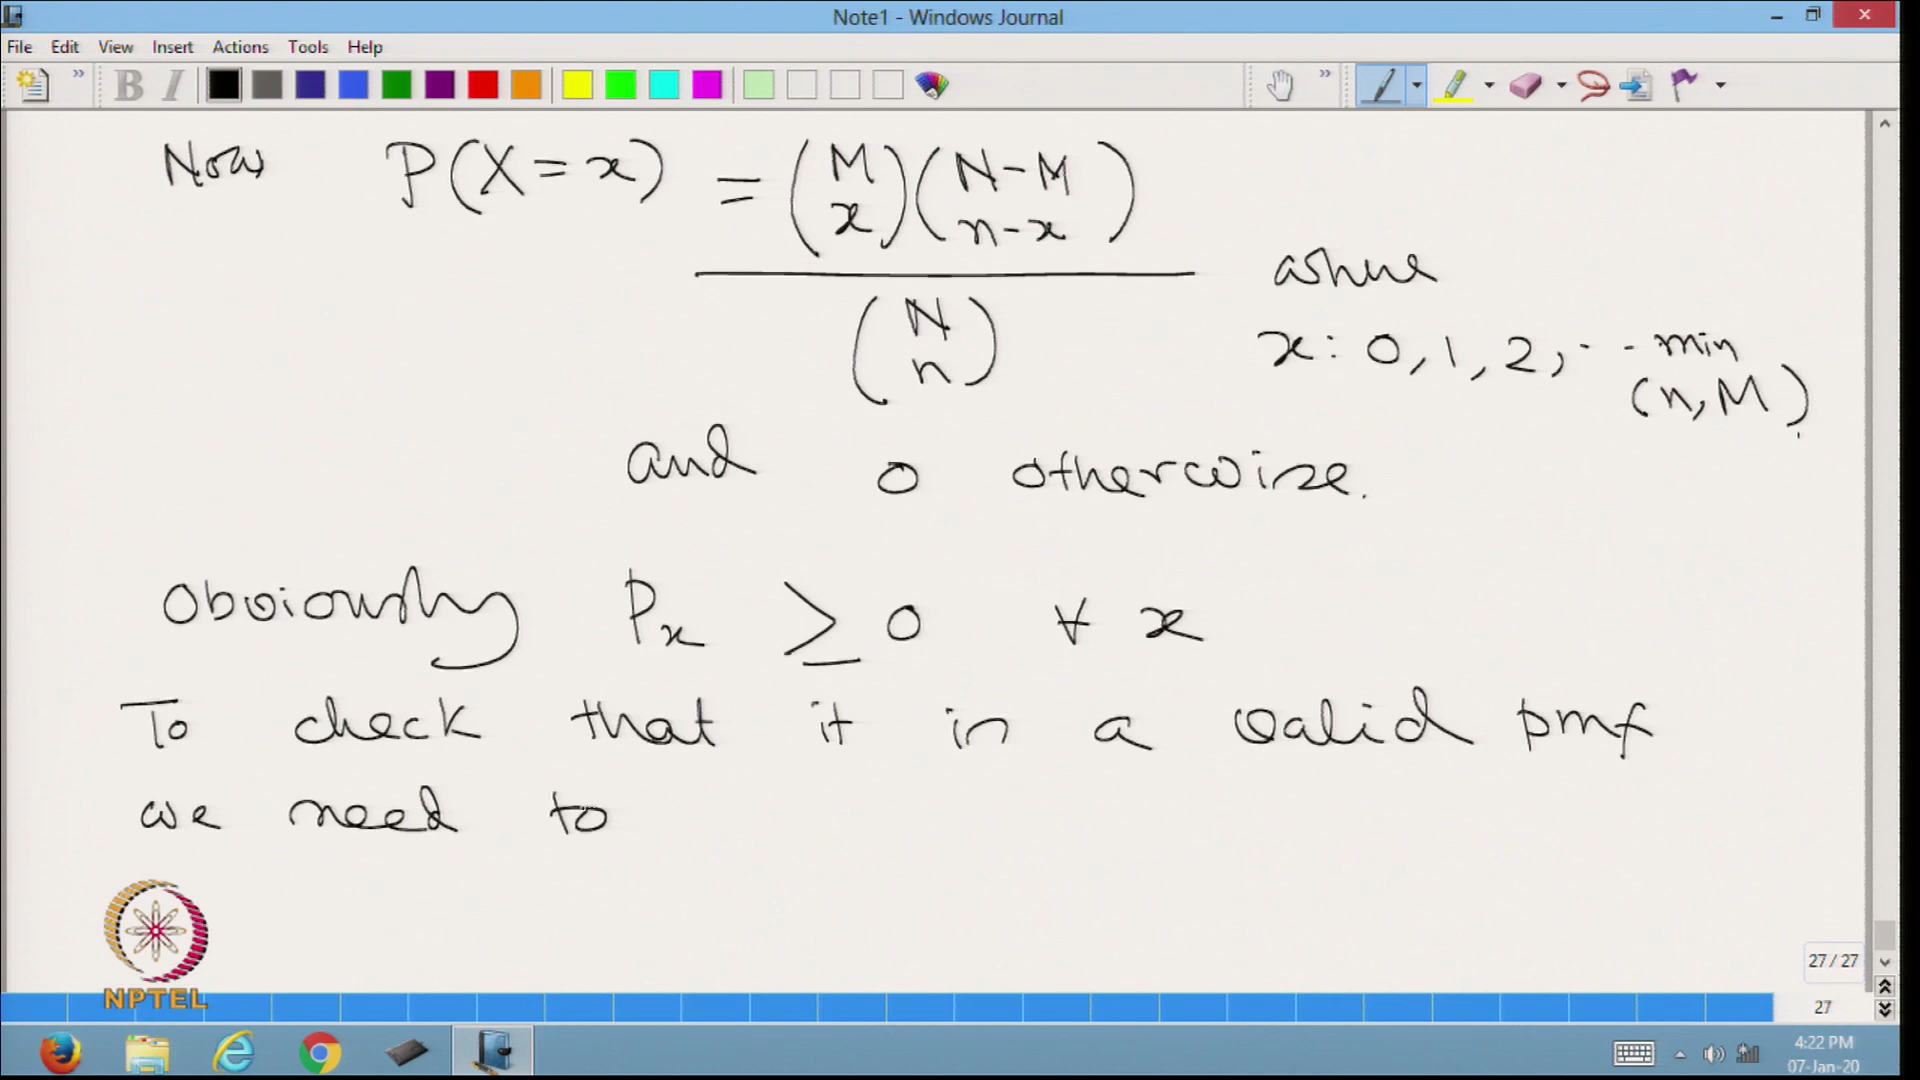 Note1 - Windows Journal
File Edit View Insert Actions Tools Help
Now P(X = x) = (M x)(N-M n-x)
(N n)
where
x: 0, 1, 2, .. min
(n, M)
and 0 otherwise.
Obviously Px ≥ 0 ∀ x
To check that it is a valid pmf
we need to
NPTEL
27 / 27
27
4:22 PM
07-Jan-20